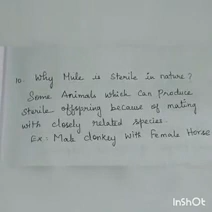 10. Why Mule is Sterile in nature?
Some Animals which Can Produce
Sterile offspring because of mating
with closely related species.
Ex: Male donkey with Female Horse
InShot